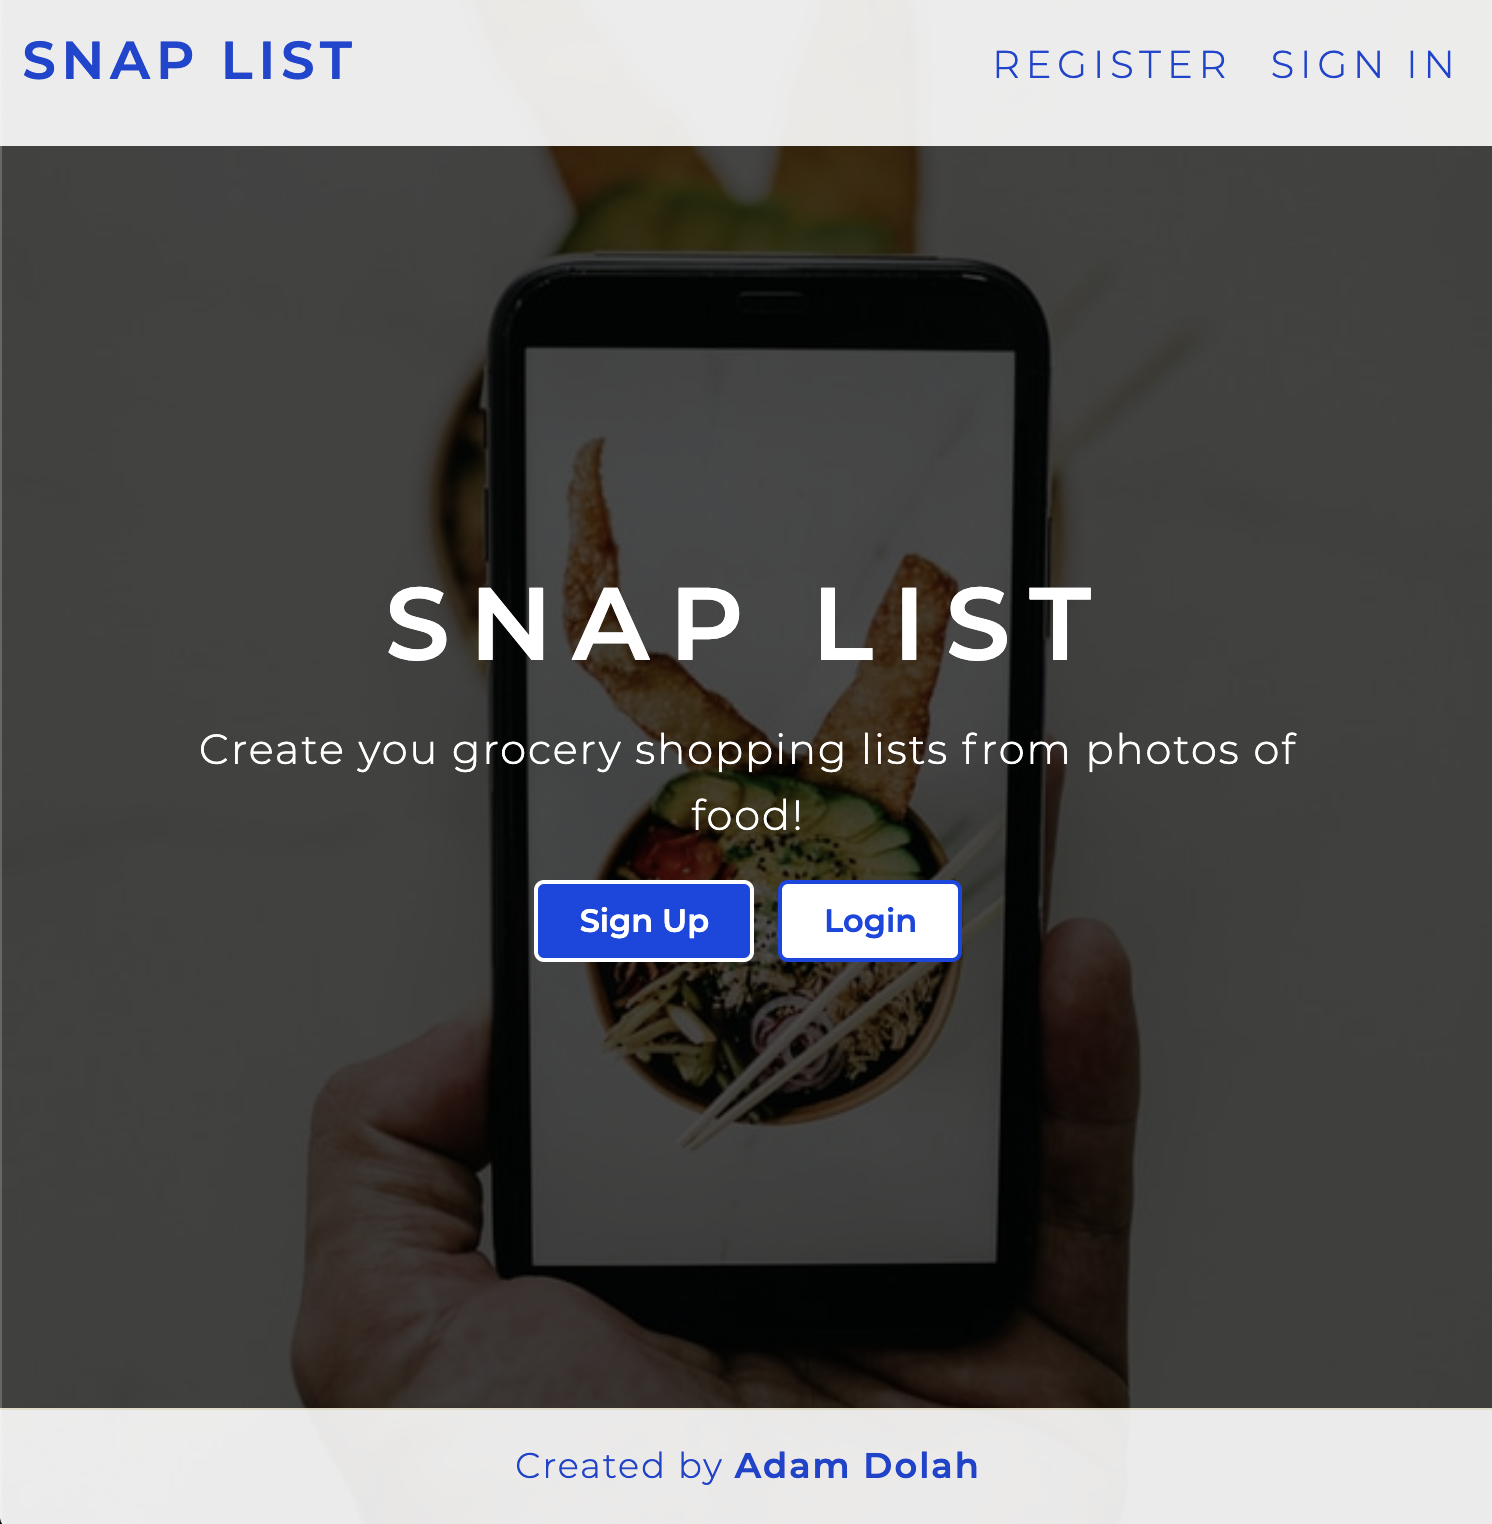 SNAP LIST
REGISTER SIGN IN
SNAP LIST
Create you grocery shopping lists from photos of
food!
Sign Up Login
Created by Adam Dolah